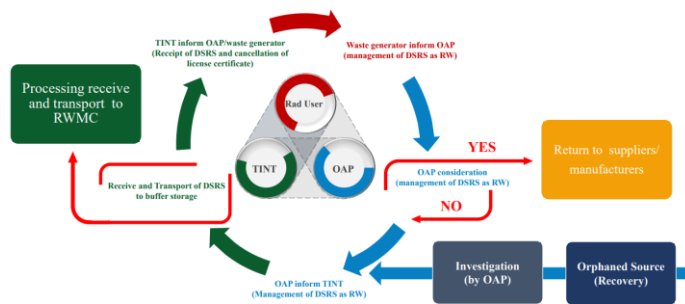 TINT inform OAP/waste generator
(Receipt of DSRS and cancellation of
license certificate)
Waste generator inform OAP
(management of DSRS as RW)
Processing receive
and transport to
RWMC
Rad User
TINT
OAP
YES
OAP consideration
(management of DSRS as RW)
NO
Return to suppliers/
manufacturers
Receive and Transport of DSRS
to buffer storage
OAP inform TINT
(Management of DSRS as RW)
Investigation
(by OAP)
Orphaned Source
(Recovery)